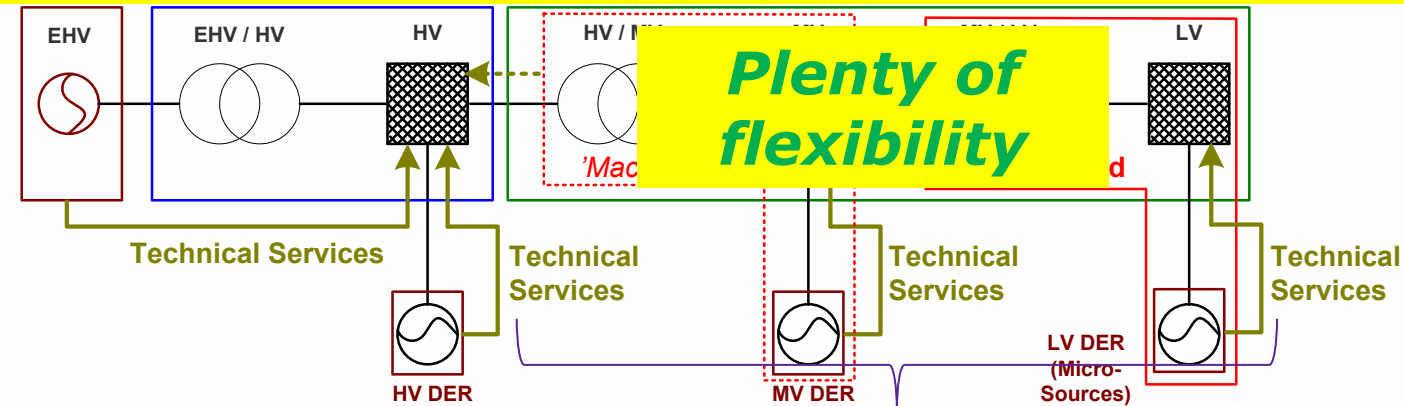 EHV
EHV / HV
HV
HV / M
LV
Plenty of
flexibility
'Mac
d
Technical Services
Technical
Services
Technical
Services
Technical
Services
HV DER
MV DER
LV DER
(Micro-
Sources)